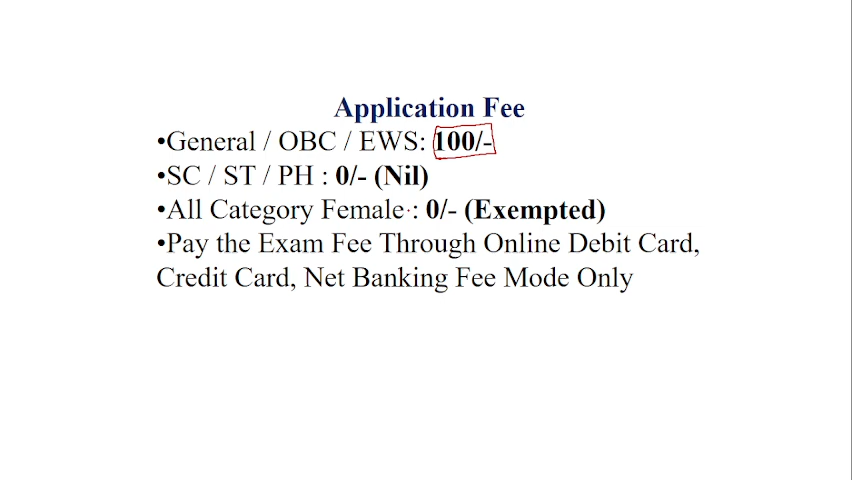 Application Fee
•General / OBC / EWS: 100/-
•SC / ST / PH : 0/- (Nil)
•All Category Female : 0/- (Exempted)
•Pay the Exam Fee Through Online Debit Card,
Credit Card, Net Banking Fee Mode Only